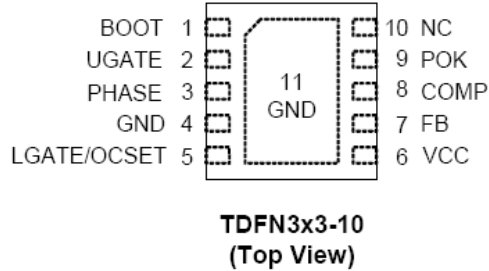 BOOT 1 10 NC
UGATE 2 9 POK
PHASE 3 11 8 COMP
GND 4 GND 7 FB
LGATE/OCSET 5 6 VCC
TDFN3x3-10
(Top View)